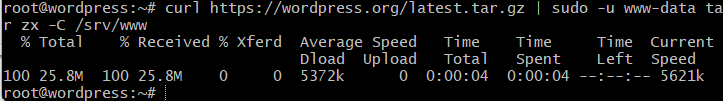 root@wordpress:~# curl https://wordpress.org/latest.tar.gz | sudo -u www-data ta
r zx -C /srv/www
  % Total    % Received % Xferd  Average Speed   Time    Time     Time  Current
                                 Dload  Upload   Total   Spent    Left  Speed
100 25.8M  100 25.8M    0     0  5372k      0  0:00:04  0:00:04 --:--:-- 5621k
root@wordpress:~#